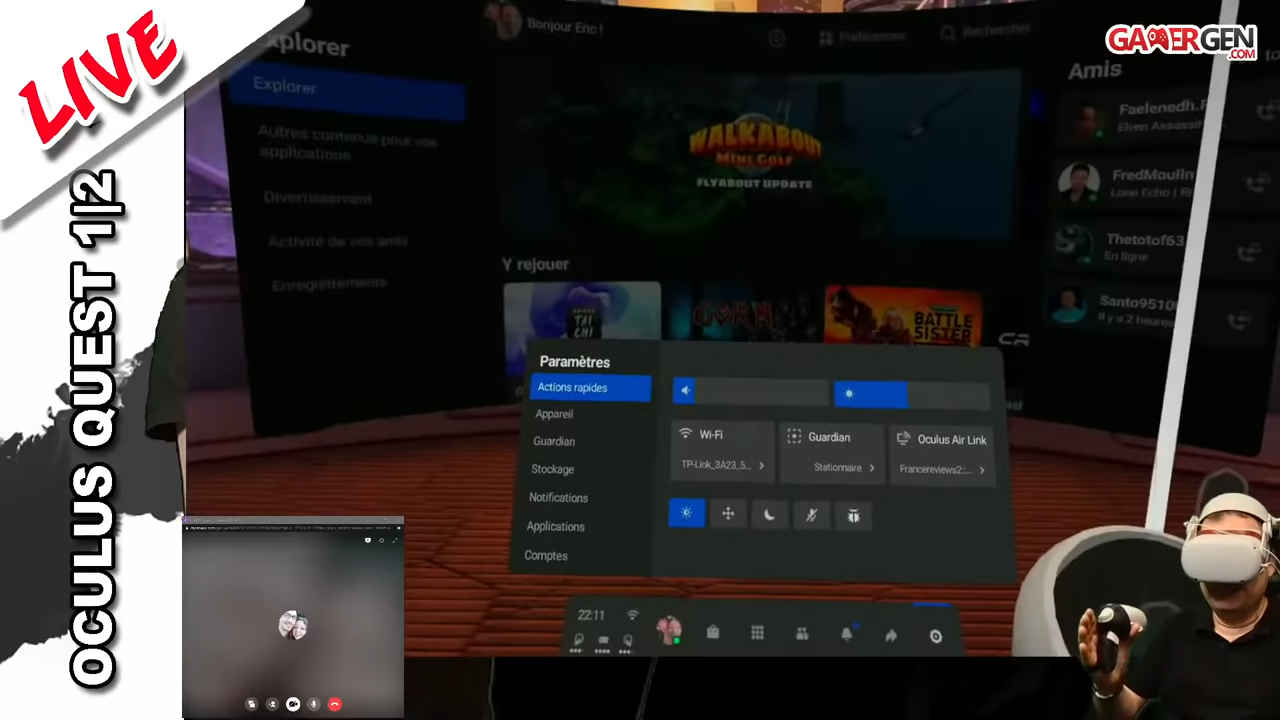 LIVE
OCULUS QUEST 1|2
GAMERGEN
.COM
Explorer
Explorer
Autres contenus pour vos
applications
Divertissement
Activité de vos amis
Enregistrements
Bonjour Eric !
Préférences
Rechercher
WALKABOUT
MINI GOLF
FLYABOUT UPDATE
Y rejouer
TAI
CHI
GORN
BATTLE
SISTER
Amis
Faelenedh.F
Elven Assassin
FredMoulin
Lone Echo | Ri
Thetotof63
En ligne
Santo9510
Il y a 2 heures
Paramètres
Actions rapides
Appareil
Guardian
Stockage
Notifications
Applications
Comptes
Wi-Fi
TP-Link_3A23_5...
Guardian
Stationnaire
Oculus Air Link
Francereviews2::...
22:11